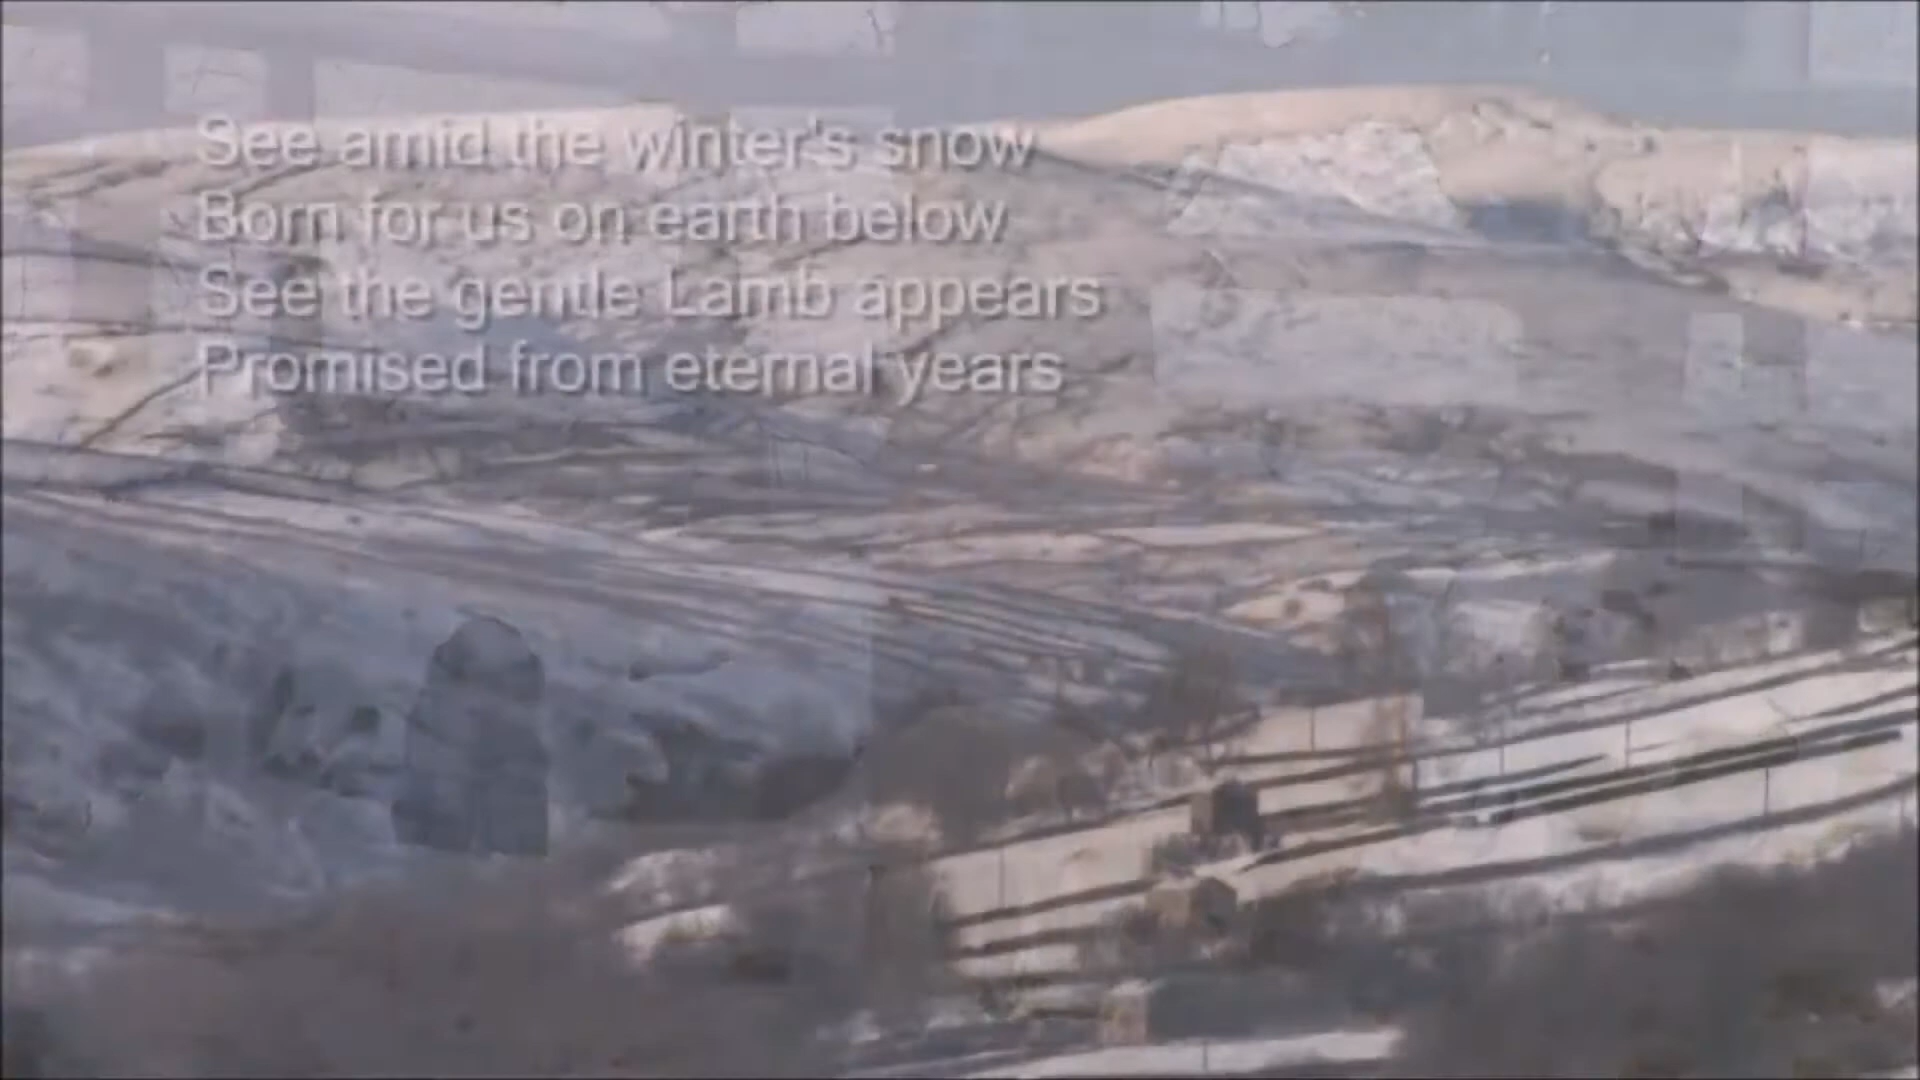 See amid the winter's snow
Born for us on earth below
See the gentle Lamb appears
Promised from eternal years